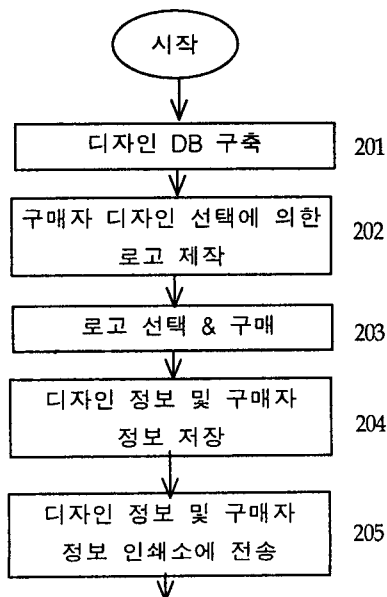 시작
디자인 DB 구축
201
구매자 디자인 선택에 의한
로고 제작
202
로고 선택 & 구매
203
디자인 정보 및 구매자
정보 저장
204
디자인 정보 및 구매자
정보 인쇄소에 전송
205